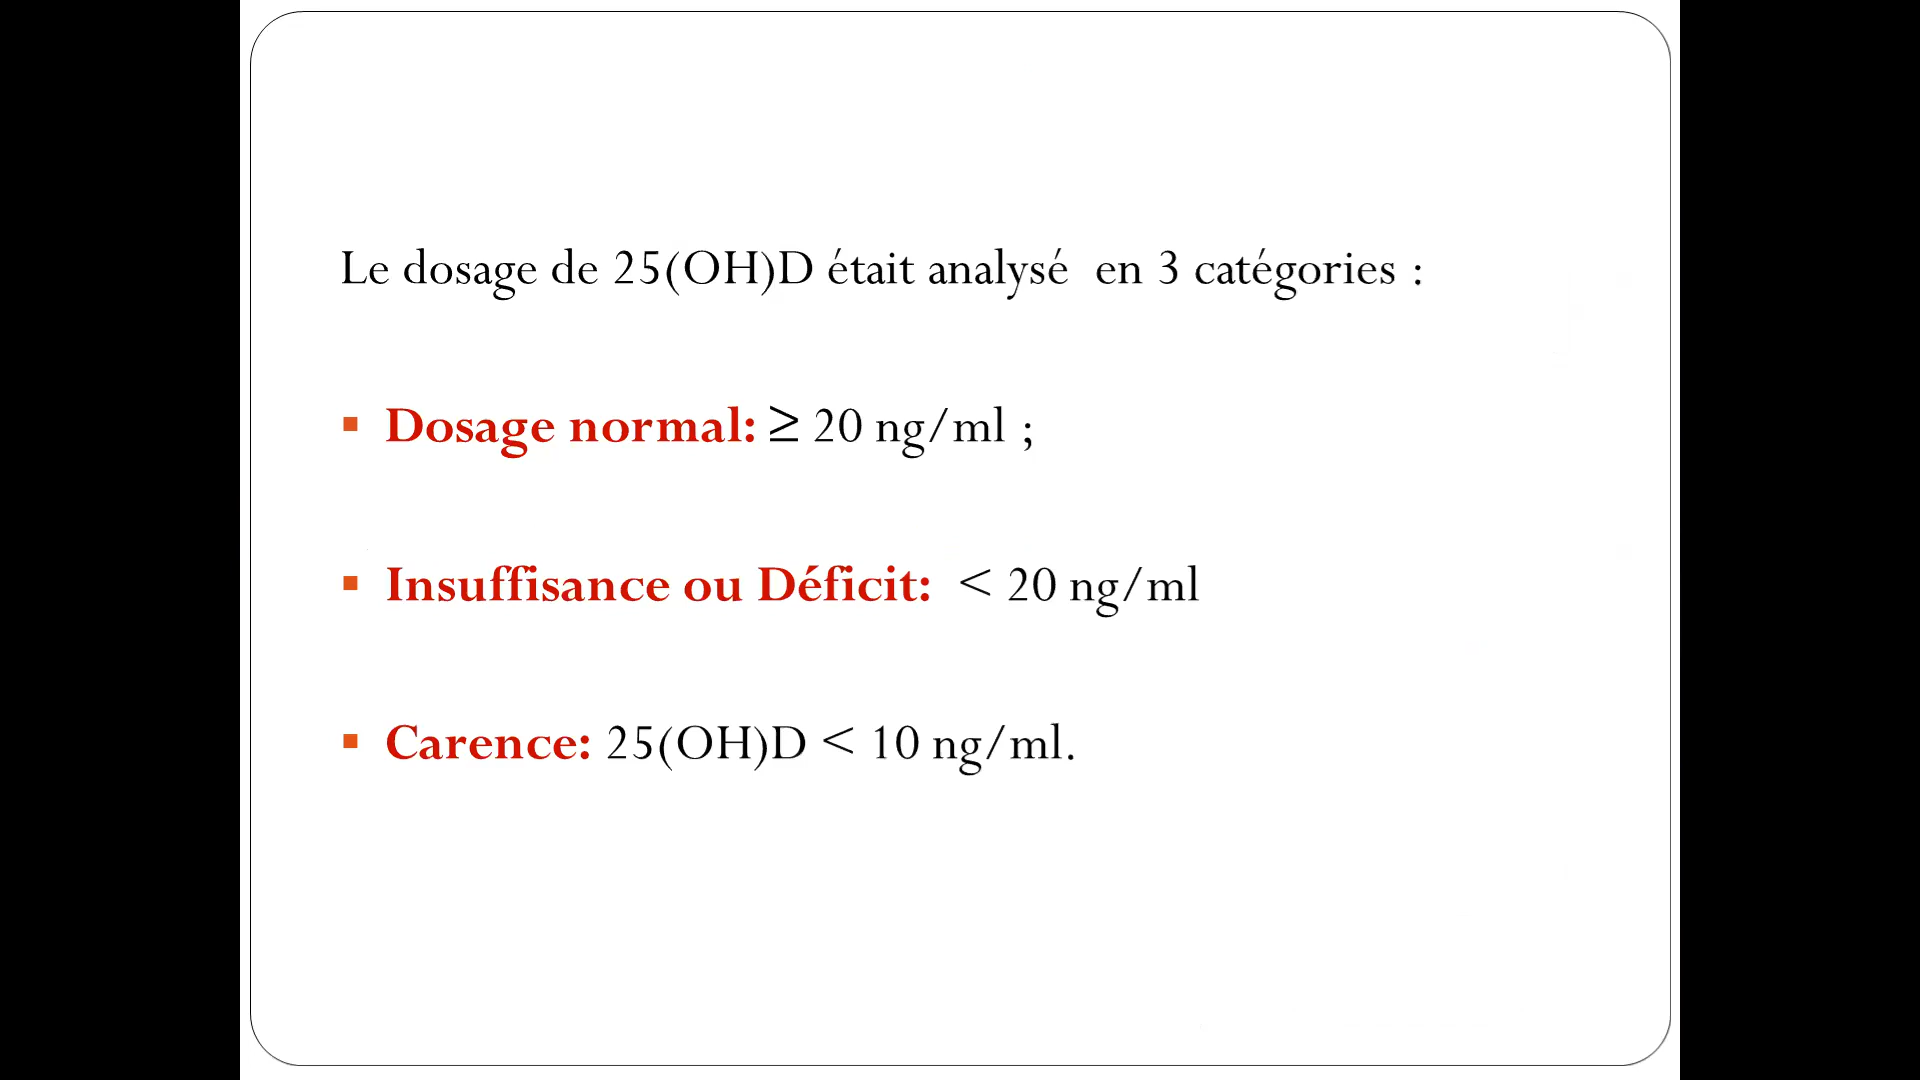 Le dosage de 25(OH)D était analysé  en 3 catégories :
▪ Dosage normal: ≥ 20 ng/ml ;
▪ Insuffisance ou Déficit:  < 20 ng/ml
▪ Carence: 25(OH)D < 10 ng/ml.